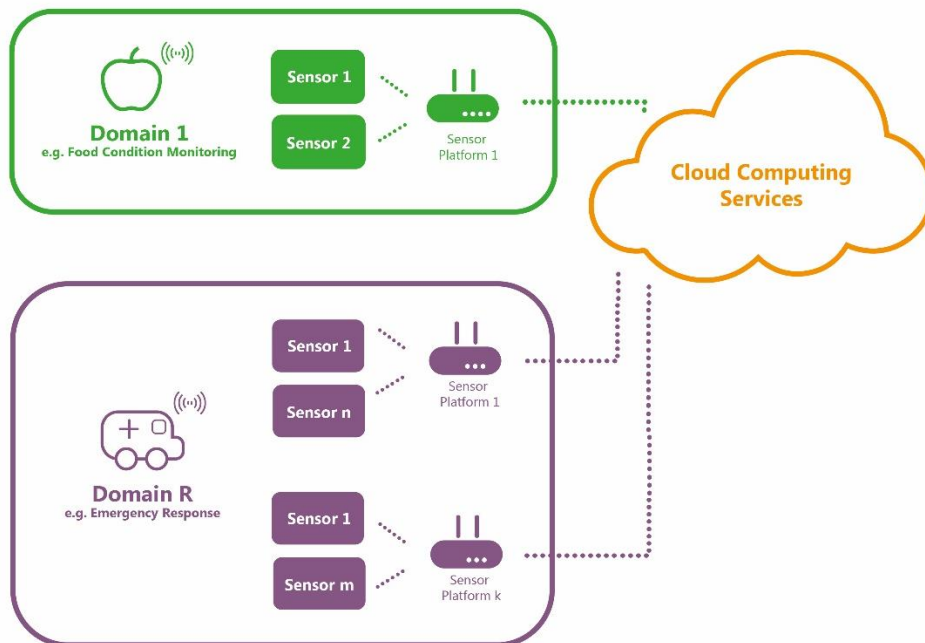 Domain 1
e.g. Food Condition Monitoring
Sensor 1
Sensor 2
Sensor
Platform 1
Cloud Computing
Services
Domain R
e.g. Emergency Response
Sensor 1
Sensor n
Sensor
Platform 1
Sensor 1
Sensor m
Sensor
Platform k